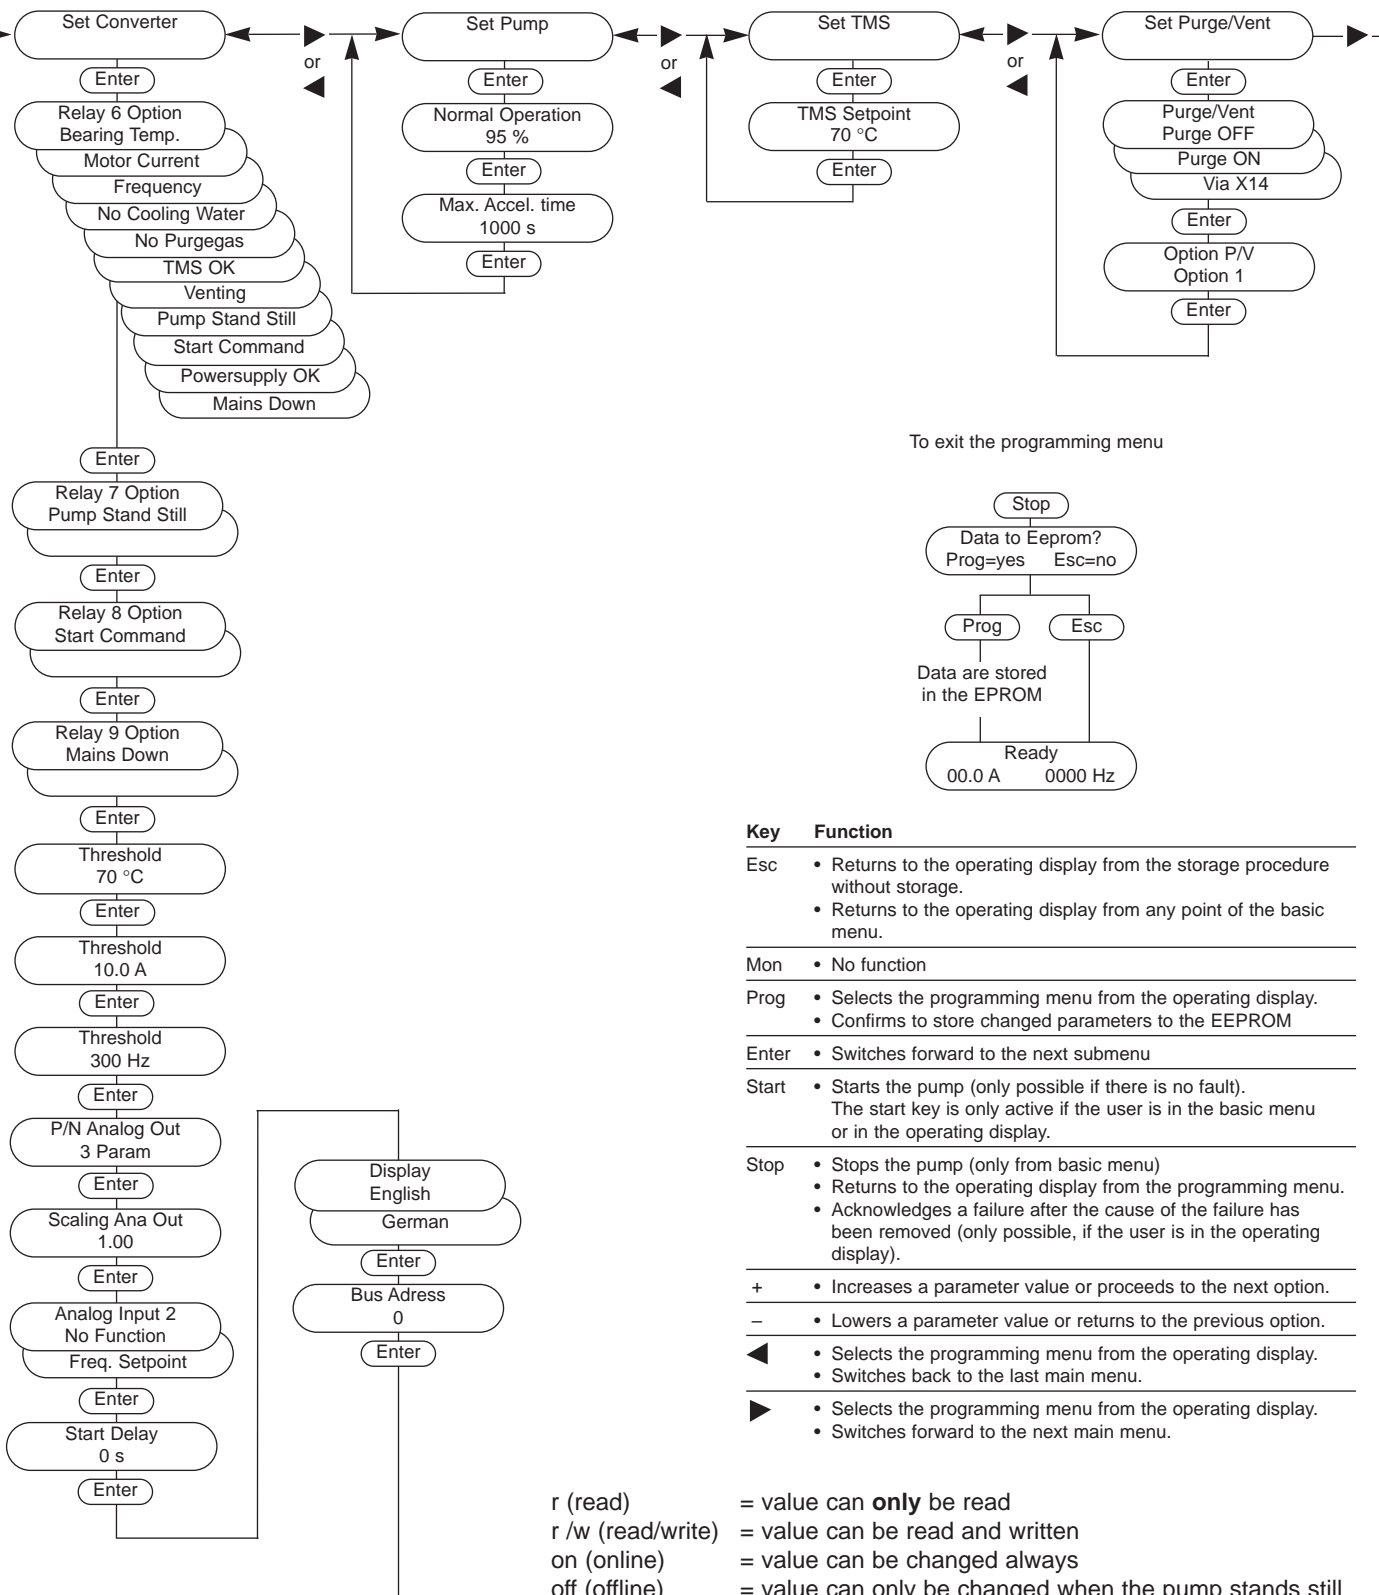 Set Converter
Enter
Relay 6 Option
Bearing Temp.
Motor Current
Frequency
No Cooling Water
No Purgegas
TMS OK
Venting
Pump Stand Still
Start Command
Powersupply OK
Mains Down
Enter
Relay 7 Option
Pump Stand Still
Enter
Relay 8 Option
Start Command
Enter
Relay 9 Option
Mains Down
Enter
Threshold
70 °C
Enter
Threshold
10.0 A
Enter
Threshold
300 Hz
Enter
P/N Analog Out
3 Param
Enter
Scaling Ana Out
1.00
Enter
Analog Input 2
No Function
Freq. Setpoint
Enter
Start Delay
0 s
Enter
Display
English
German
Enter
Bus Adress
0
Enter
or
Set Pump
Enter
Normal Operation
95 %
Enter
Max. Accel. time
1000 s
Enter
or
Set TMS
Enter
TMS Setpoint
70 °C
Enter
or
Set Purge/Vent
Enter
Purge/Vent
Purge OFF
Purge ON
Via X14
Enter
Option P/V
Option 1
Enter
To exit the programming menu
Stop
Data to Eeprom?
Prog=yes Esc=no
Prog Esc
Data are stored
in the EPROM
Ready
00.0 A 0000 Hz
Key Function
Esc • Returns to the operating display from the storage procedure
without storage.
• Returns to the operating display from any point of the basic
menu.
Mon • No function
Prog • Selects the programming menu from the operating display.
• Confirms to store changed parameters to the EEPROM
Enter • Switches forward to the next submenu
Start • Starts the pump (only possible if there is no fault).
The start key is only active if the user is in the basic menu
or in the operating display.
Stop • Stops the pump (only from basic menu)
• Returns to the operating display from the programming menu.
• Acknowledges a failure after the cause of the failure has
been removed (only possible, if the user is in the operating
display).
+ • Increases a parameter value or proceeds to the next option.
– • Lowers a parameter value or returns to the previous option.
◀ • Selects the programming menu from the operating display.
• Switches back to the last main menu.
▶ • Selects the programming menu from the operating display.
• Switches forward to the next main menu.
r (read) = value can only be read
r /w (read/write) = value can be read and written
on (online) = value can be changed always
off (offline) = value can only be changed when the pump stands still